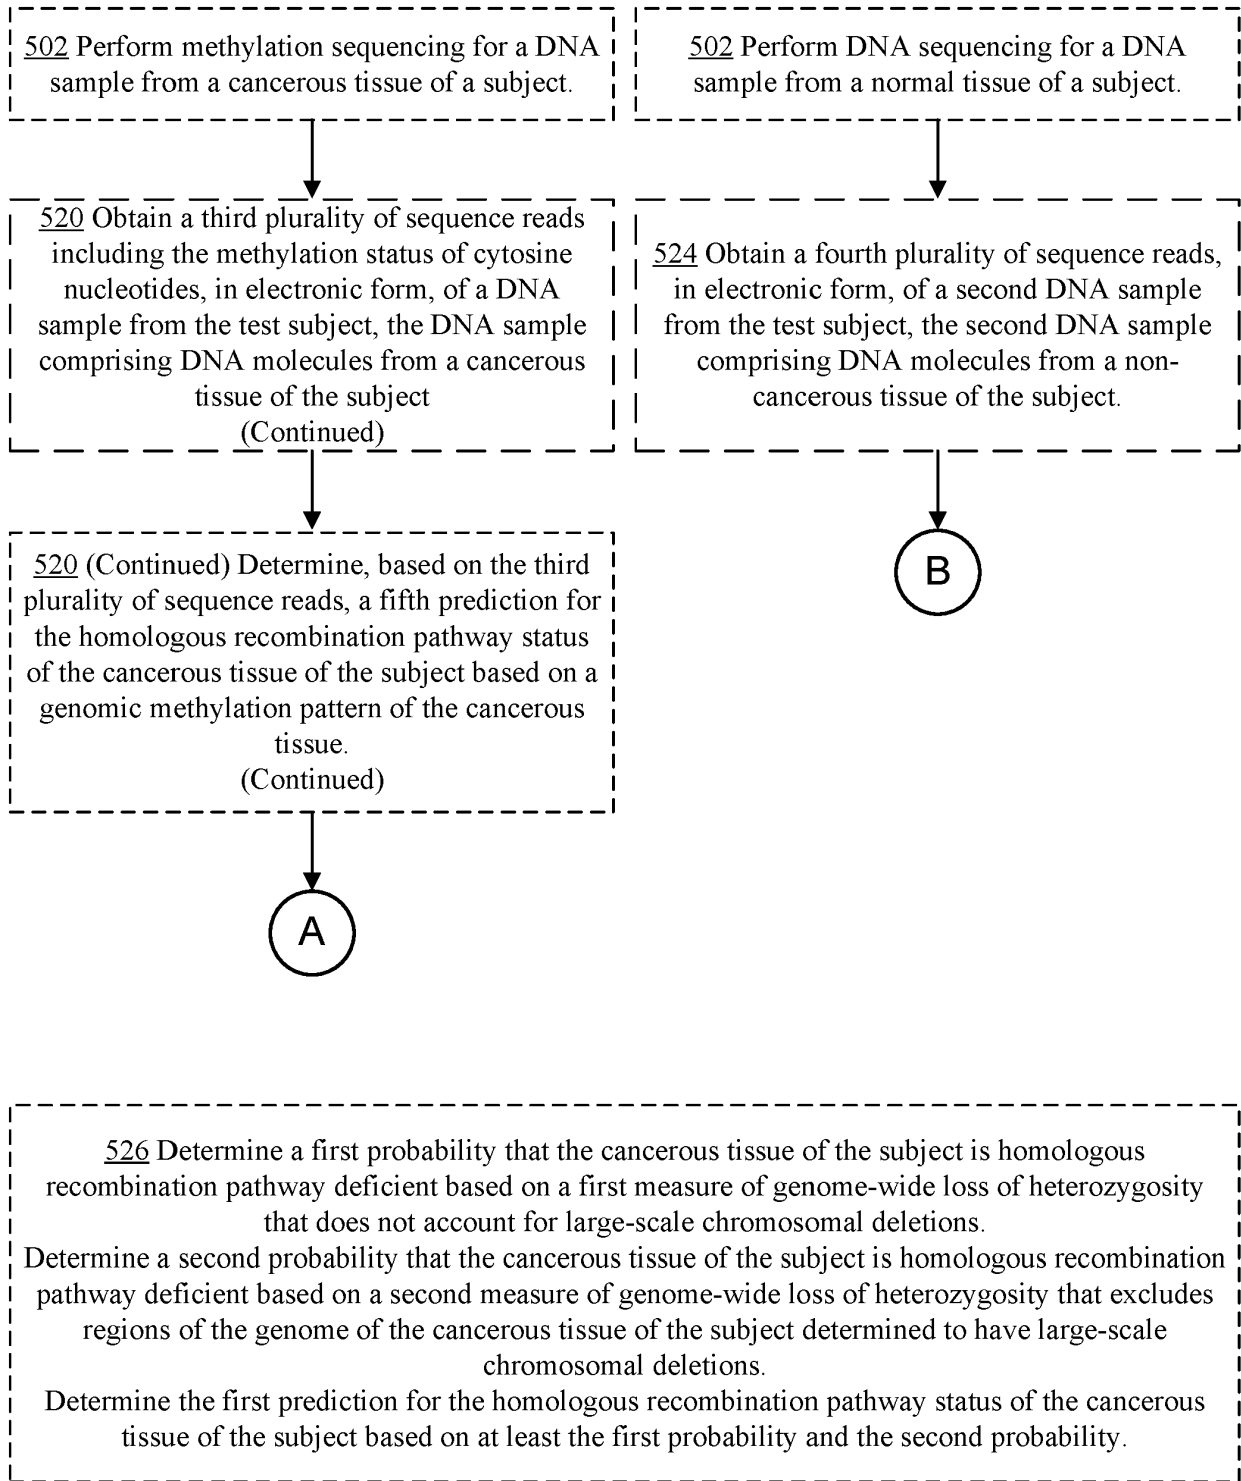 502 Perform methylation sequencing for a DNA
sample from a cancerous tissue of a subject.
502 Perform DNA sequencing for a DNA
sample from a normal tissue of a subject.
520 Obtain a third plurality of sequence reads
including the methylation status of cytosine
nucleotides, in electronic form, of a DNA
sample from the test subject, the DNA sample
comprising DNA molecules from a cancerous
tissue of the subject
(Continued)
524 Obtain a fourth plurality of sequence reads,
in electronic form, of a second DNA sample
from the test subject, the second DNA sample
comprising DNA molecules from a non-
cancerous tissue of the subject.
520 (Continued) Determine, based on the third
plurality of sequence reads, a fifth prediction for
the homologous recombination pathway status
of the cancerous tissue of the subject based on a
genomic methylation pattern of the cancerous
tissue.
(Continued)
B
A
526 Determine a first probability that the cancerous tissue of the subject is homologous
recombination pathway deficient based on a first measure of genome-wide loss of heterozygosity
that does not account for large-scale chromosomal deletions.
Determine a second probability that the cancerous tissue of the subject is homologous recombination
pathway deficient based on a second measure of genome-wide loss of heterozygosity that excludes
regions of the genome of the cancerous tissue of the subject determined to have large-scale
chromosomal deletions.
Determine the first prediction for the homologous recombination pathway status of the cancerous
tissue of the subject based on at least the first probability and the second probability.